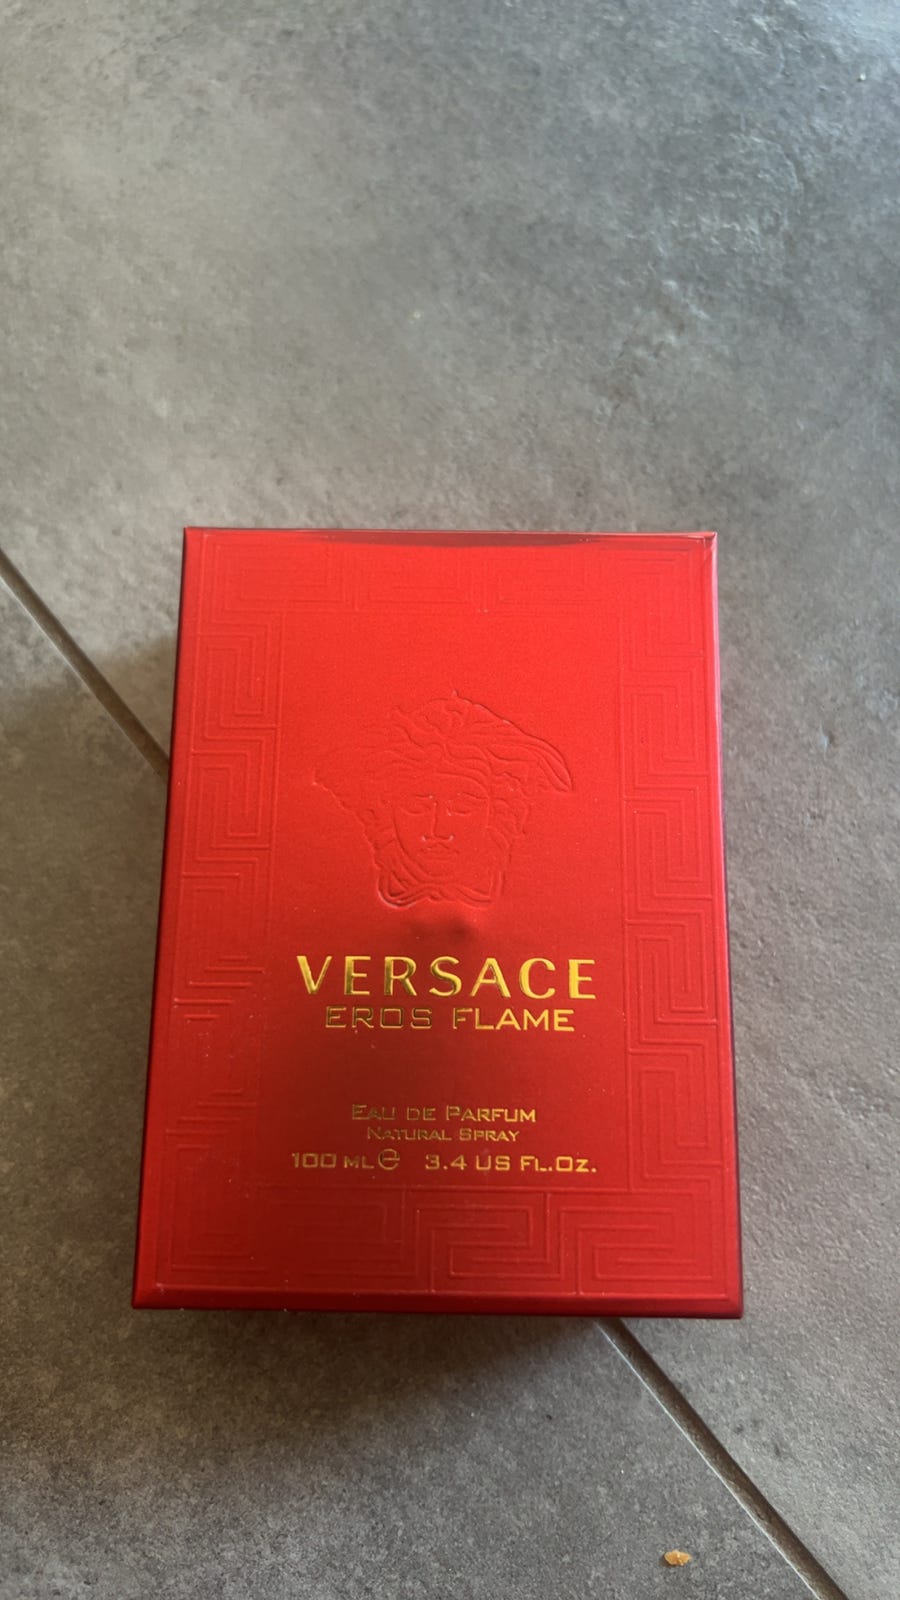 VERSACE
EROS FLAME
EAU DE PARFUM
NATURAL SPRAY
100 ML ℮ 3.4 US FL.OZ.